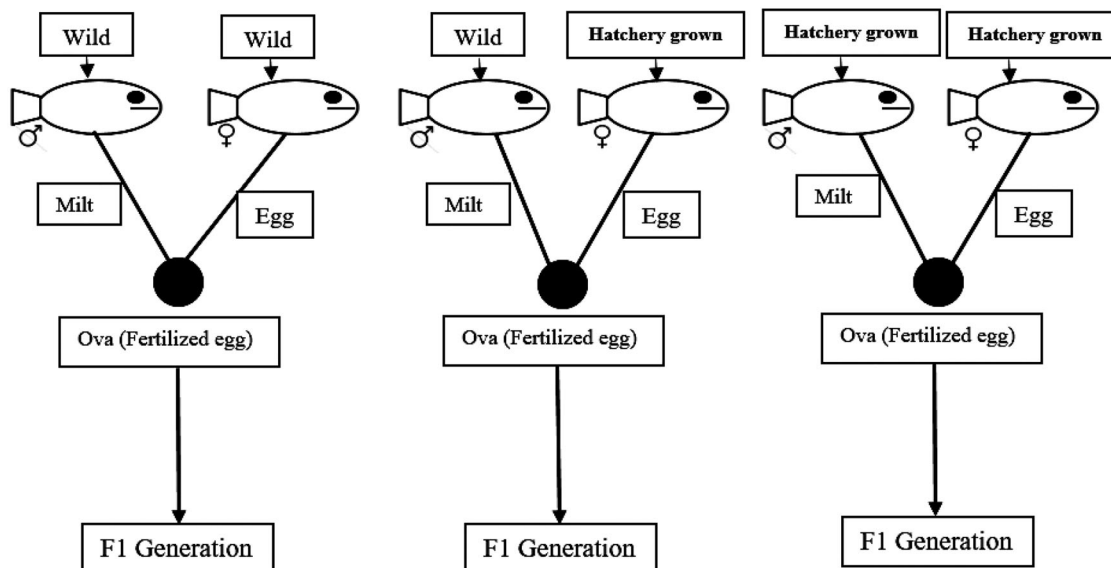 Wild
Wild
Wild
Hatchery grown
Hatchery grown
Hatchery grown
♂
♀
♂
♀
♂
♀
Milt
Egg
Milt
Egg
Milt
Egg
Ova (Fertilized egg)
Ova (Fertilized egg)
Ova (Fertilized egg)
F1 Generation
F1 Generation
F1 Generation